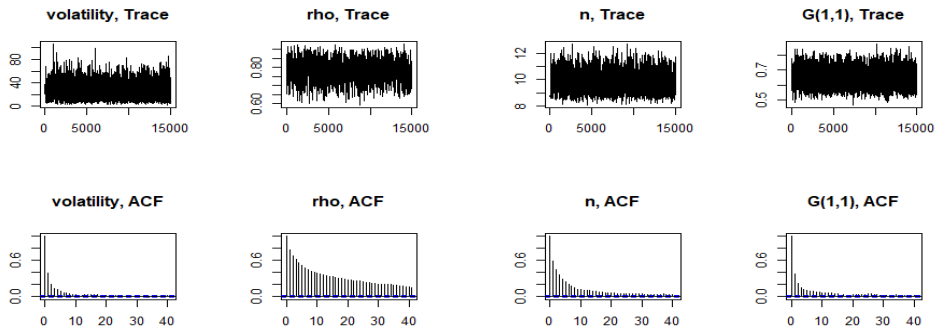 volatility, Trace
rho, Trace
n, Trace
G(1,1), Trace
0 40 80
0.60 0.80
8 10 12
0.5 0.7
0 5000 15000
0 5000 15000
0 5000 15000
0 5000 15000
volatility, ACF
rho, ACF
n, ACF
G(1,1), ACF
0.0 0.6
0.0 0.6
0.0 0.6
0.0 0.6
0 10 20 30 40
0 10 20 30 40
0 10 20 30 40
0 10 20 30 40